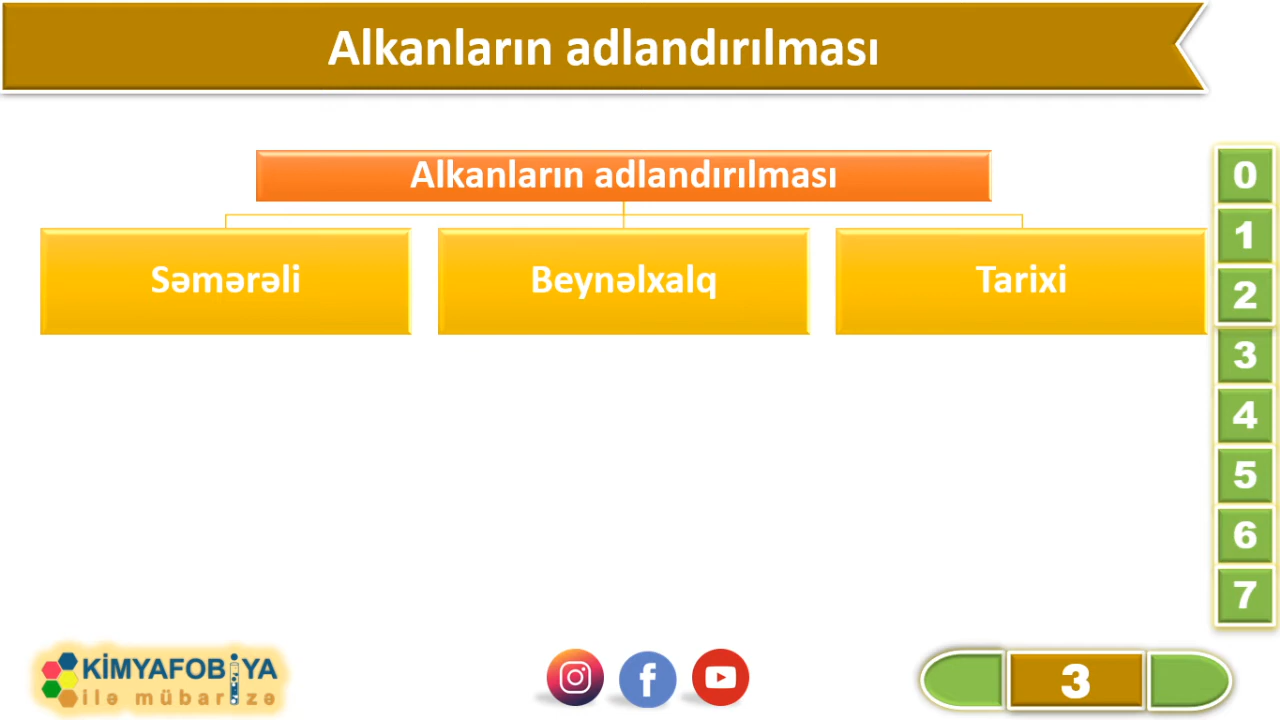 Alkanların adlandırılması
Alkanların adlandırılması
Səmərəli
Beynəlxalq
Tarixi
0
1
2
3
4
5
6
7
KİMYAFOBİYA
ilə mübarizə
3